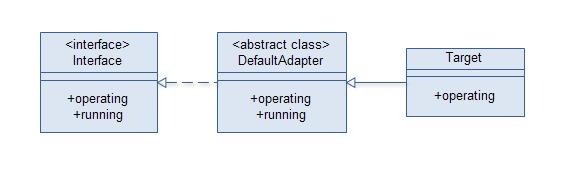 <interface>
Interface
+operating
+running
<abstract class>
DefaultAdapter
+operating
+running
Target
+operating